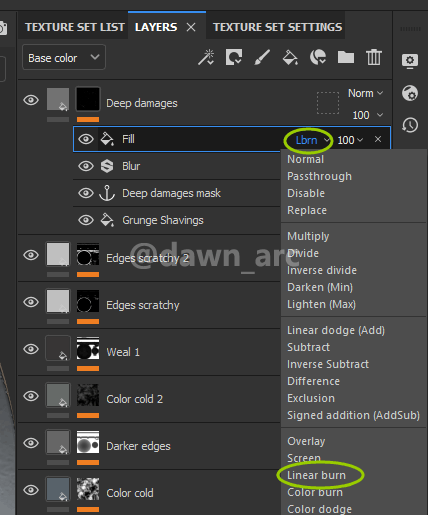 TEXTURE SET LIST LAYERS × TEXTURE SET SETTINGS
Base color
Deep damages Norm
100
Fill Lbrn 100 ×
Blur
Deep damages mask
Grunge Shavings
Edges scratchy 2
Edges scratchy
Weal 1
Color cold 2
Darker edges
Color cold
Normal
Passthrough
Disable
Replace
Multiply
Divide
Inverse divide
Darken (Min)
Lighten (Max)
Linear dodge (Add)
Subtract
Inverse Subtract
Difference
Exclusion
Signed addition (AddSub)
Overlay
Screen
Linear burn
Color burn
Color dodge
@dawn_arc